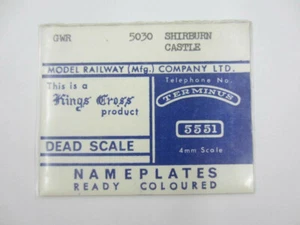 GWR 5030 SHIRBURN
CASTLE
MODEL RAILWAY (Mfg.) COMPANY LTD.
This is a
Kings Cross
product
DEAD SCALE
Telephone No.
TERMINUS
5551
4mm Scale
NAMEPLATES
READY COLOURED